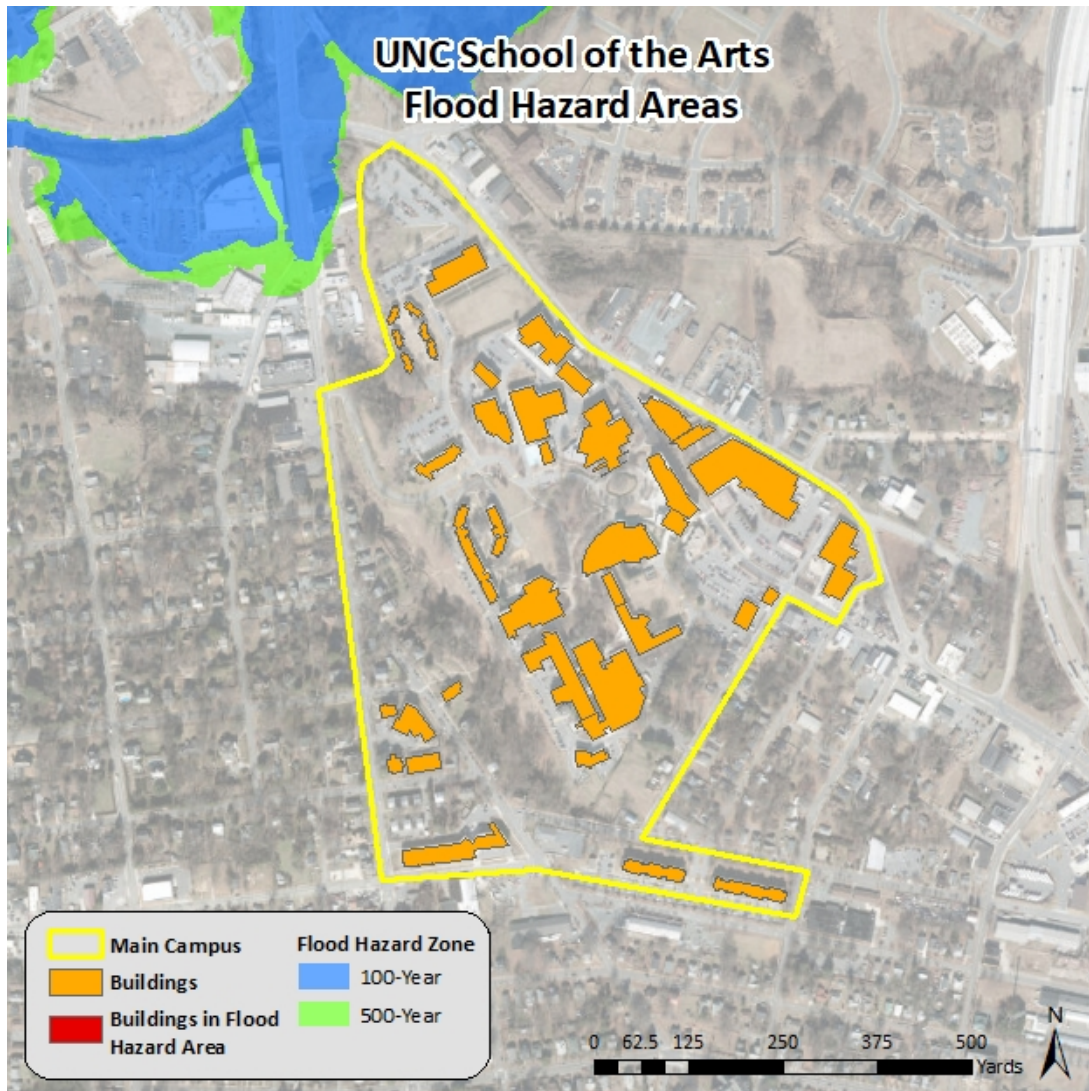 UNC School of the Arts
Flood Hazard Areas
Main Campus
Buildings
Buildings in Flood
Hazard Area
Flood Hazard Zone
100-Year
500-Year
0 62.5 125 250 375 500
Yards
N